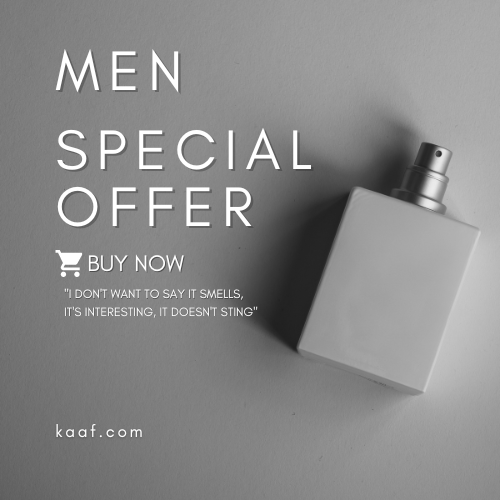 MEN
SPECIAL
OFFER
BUY NOW
"I DON'T WANT TO SAY IT SMELLS,
IT'S INTERESTING, IT DOESN'T STING"
kaaf.com